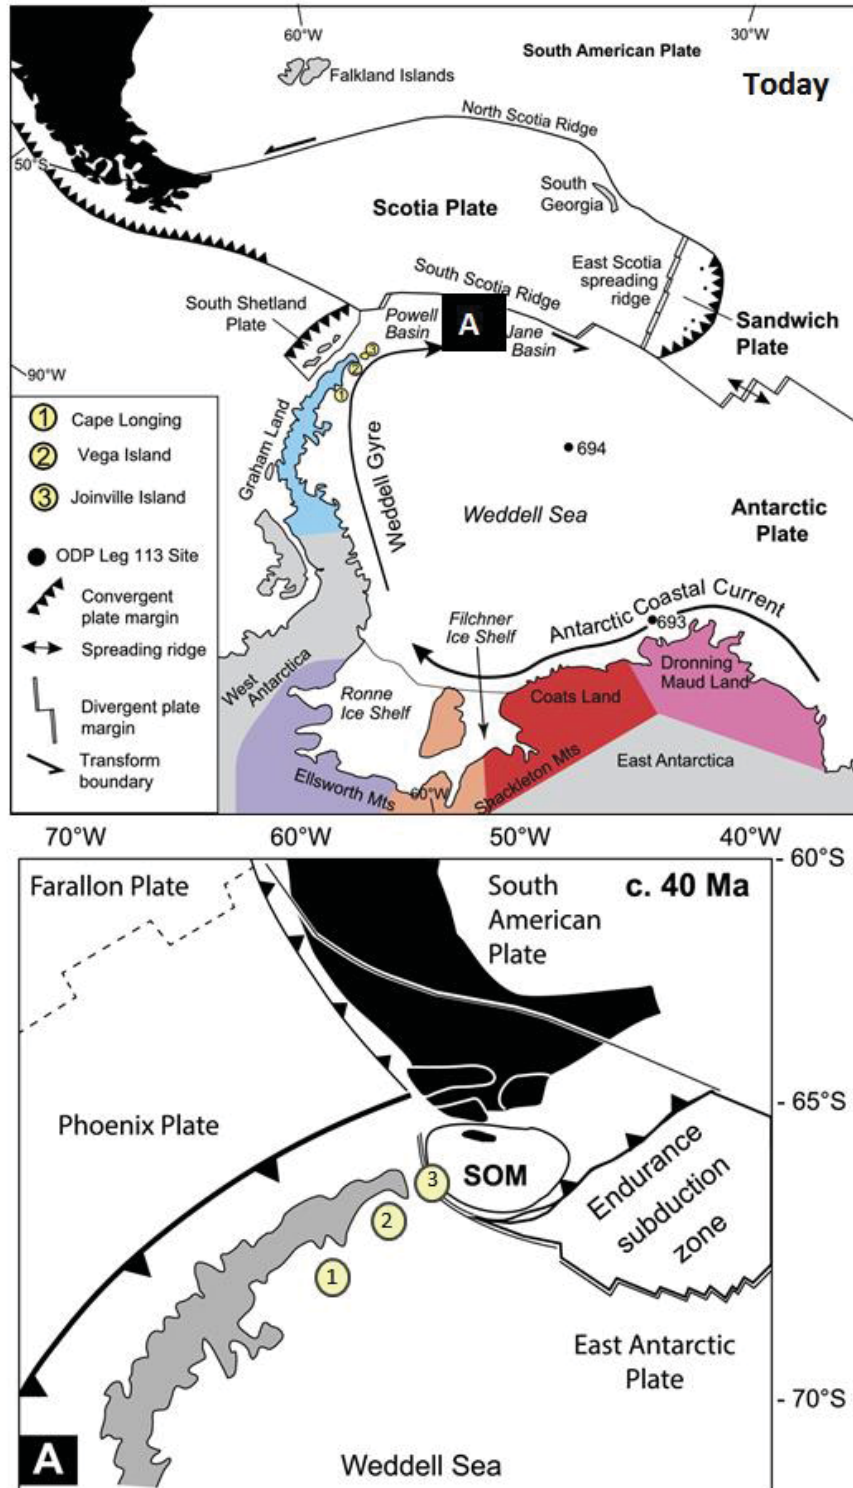 60°W
30°W
South American Plate
Today
Falkland Islands
North Scotia Ridge
50°S
South
Georgia
Scotia Plate
East Scotia
spreading
ridge
South Scotia Ridge
South Shetland
Plate
Powell
Basin
A
Jane
Basin
Sandwich
Plate
90°W
3
2
1
1 Cape Longing
2 Vega Island
3 Joinville Island
ODP Leg 113 Site
Convergent
plate margin
Spreading ridge
Divergent plate
margin
Transform
boundary
Graham Land
Weddell Gyre
694
Weddell Sea
Antarctic
Plate
Filchner
Ice Shelf
Antarctic Coastal Current
693
West
Antarctica
Ronne
Ice Shelf
Coats Land
Dronning
Maud Land
Ellsworth Mts
60°W
Shackleton Mts
East Antarctica
70°W
60°W
50°W
40°W
60°S
Farallon Plate
South
American
Plate
c. 40 Ma
65°S
Phoenix Plate
SOM
3
2
1
Endurance
subduction
zone
East Antarctic
Plate
70°S
A
Weddell Sea